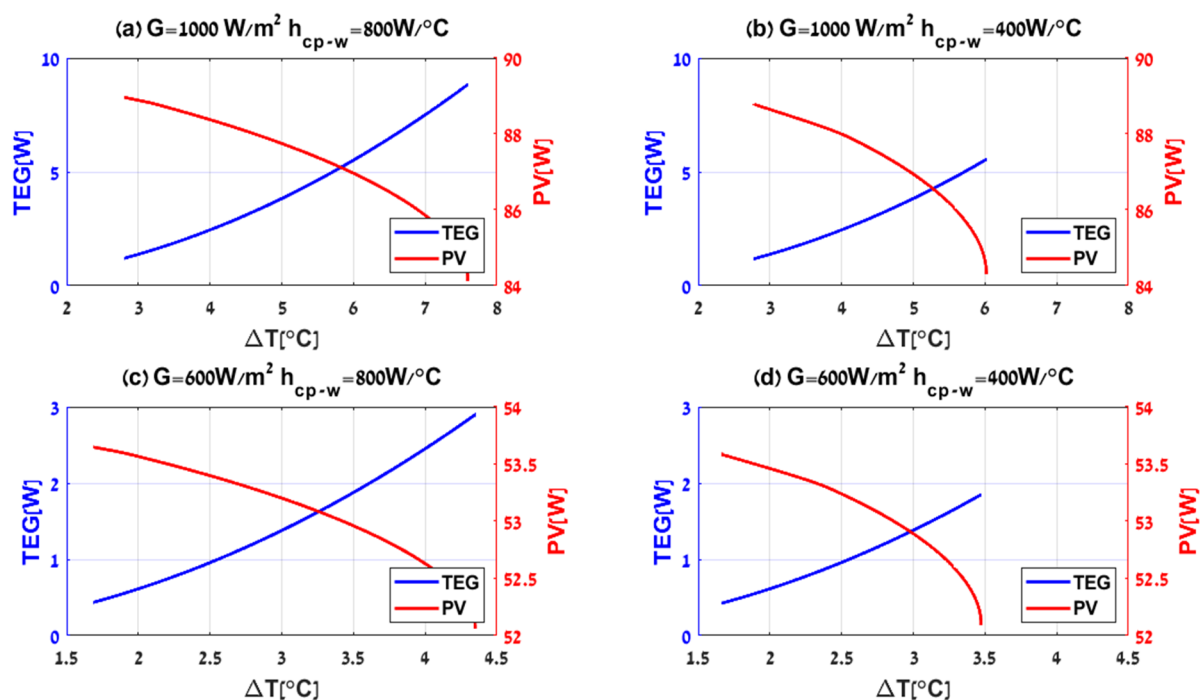 (a) G=1000 W/m² h_cp-w=800W/°C
10
5
0
TEG[W]
90
88
86
84
PV[W]
TEG
PV
2 3 4 5 6 7 8
ΔT[°C]
(b) G=1000 W/m² h_cp-w=400W/°C
10
5
0
TEG[W]
90
88
86
84
PV[W]
TEG
PV
2 3 4 5 6 7 8
ΔT[°C]
(c) G=600W/m² h_cp-w=800W/°C
3
2
1
0
TEG[W]
54
53.5
53
52.5
52
PV[W]
TEG
PV
1.5 2 2.5 3 3.5 4 4.5
ΔT[°C]
(d) G=600W/m² h_cp-w=400W/°C
3
2
1
0
TEG[W]
54
53.5
53
52.5
52
PV[W]
TEG
PV
1.5 2 2.5 3 3.5 4 4.5
ΔT[°C]